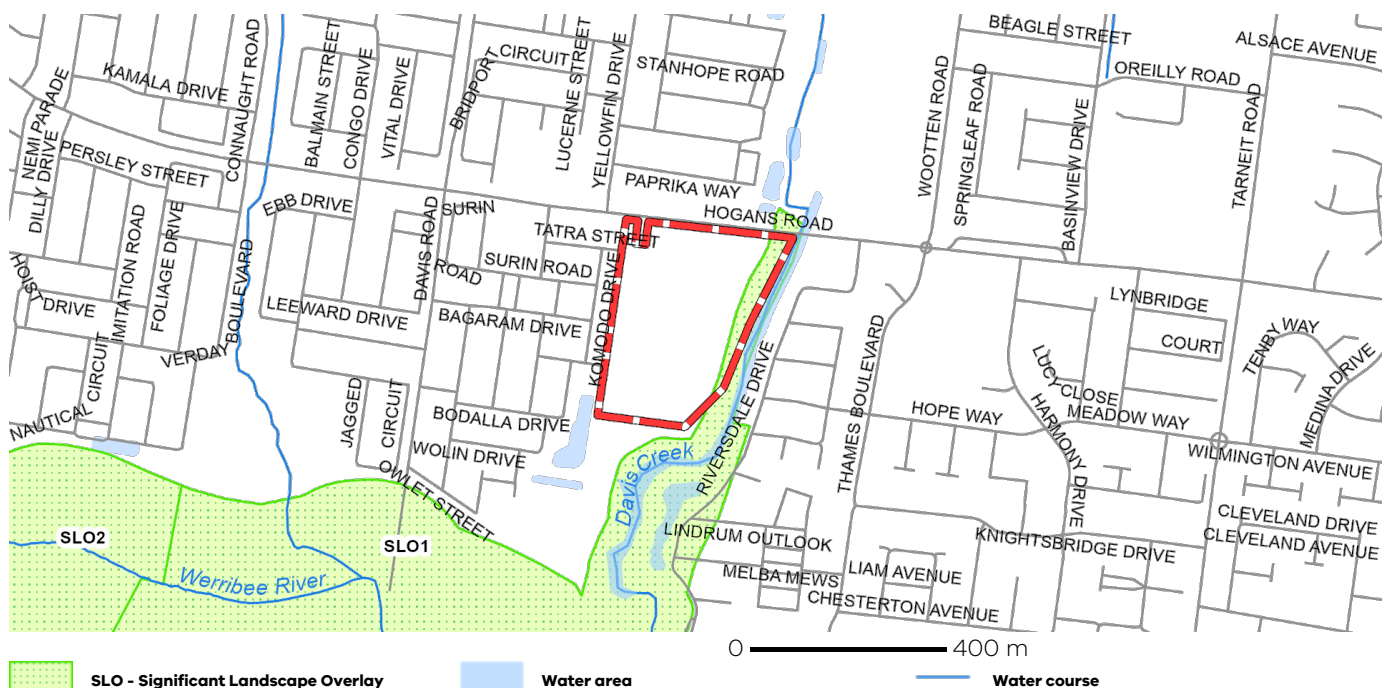 BEAGLE STREET
ALSACE AVENUE
CONNAUGHT ROAD
BALMAIN STREET
CONGO DRIVE
VITAL DRIVE
BRIDPORT
CIRCUIT
LUCERNE STREET
YELLOWFIN DRIVE
STANHOPE ROAD
OREILLY ROAD
KAMALA DRIVE
NEMI PARADE
WOOTTEN ROAD
SPRINGLEAF ROAD
BASINVIEW DRIVE
TARNEIT ROAD
DILLY DRIVE
PERSLEY STREET
PAPRIKA WAY
EBB DRIVE
SURIN
HOGANS ROAD
IMITATION ROAD
FOLIAGE DRIVE
DAVIS ROAD
TATRA STREET
SURIN ROAD
ROAD
HOIST
DRIVE
BOULEVARD
LEEWARD DRIVE
BAGARAM DRIVE
KOMODO DRIVE
LYNBRIDGE
COURT
TENBY WAY
VERDAY
CIRCUIT
NAUTICAL
JAGGED
CIRCUIT
BODALLA DRIVE
WOLIN DRIVE
OWLET STREET
RIVERSDALE DRIVE
THAMES BOULEVARD
HOPE WAY
LUCY
CLOSE
HARMONY DRIVE
MEADOW WAY
MEDINA DRIVE
WILMINGTON AVENUE
Davis Creek
CLEVELAND DRIVE
CLEVELAND AVENUE
SLO2
SLO1
LINDRUM OUTLOOK
KNIGHTSBRIDGE DRIVE
MELBA MEWS
LIAM AVENUE
Werribee River
CHESTERTON AVENUE
0 400 m
SLO - Significant Landscape Overlay
Water area
Water course